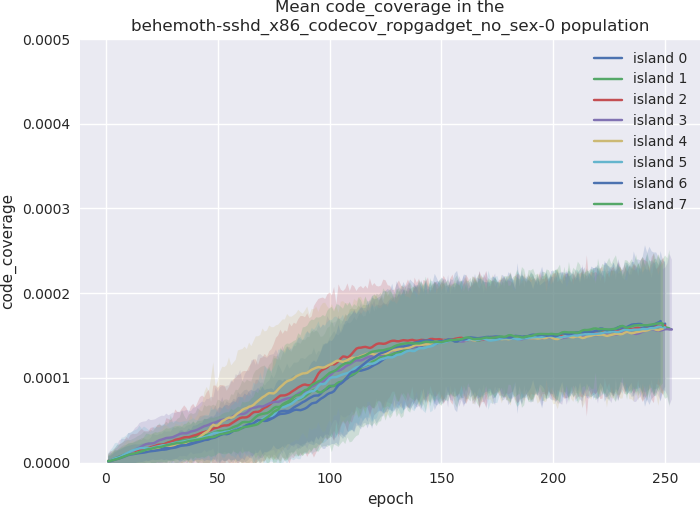 Mean code_coverage in the
behemoth-sshd_x86_codecov_ropgadget_no_sex-0 population
0.0005
0.0004
0.0003
0.0002
0.0001
0.0000
code_coverage
island 0
island 1
island 2
island 3
island 4
island 5
island 6
island 7
0 50 100 150 200 250
epoch